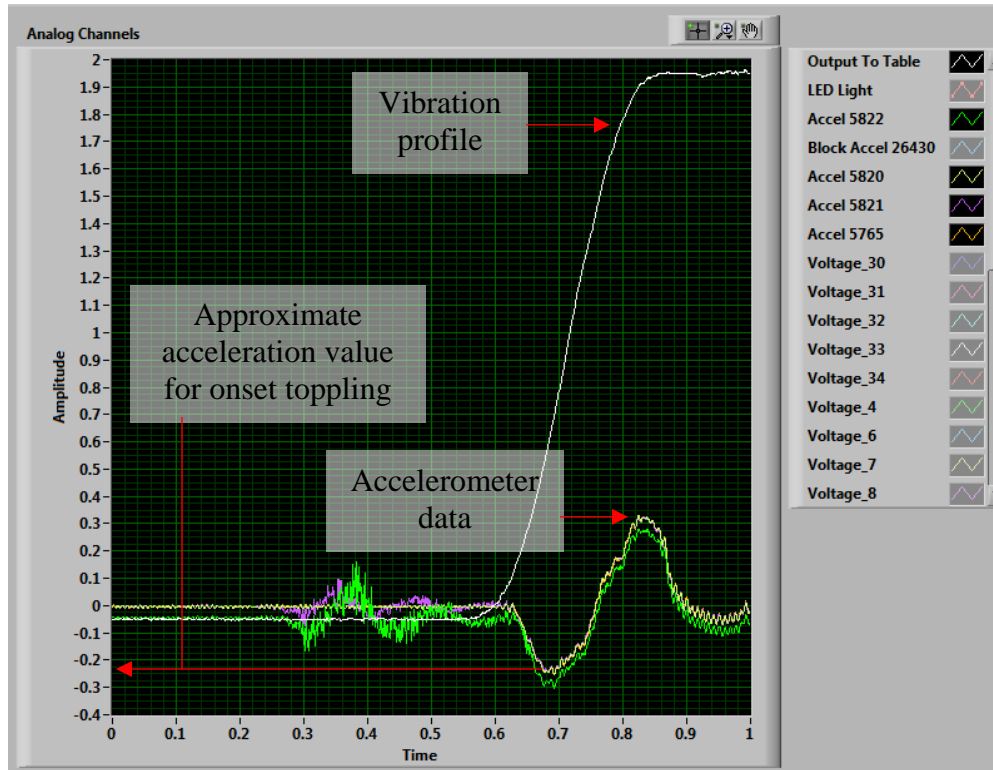 Analog Channels
2
1.9
1.8
1.7
1.6
1.5
1.4
1.3
1.2
1.1
1
0.9
0.8
0.7
0.6
0.5
0.4
0.3
0.2
0.1
0
-0.1
-0.2
-0.3
-0.4
Amplitude
0
0.1
0.2
0.3
0.4
0.5
0.6
0.7
0.8
0.9
1
Time
Vibration
profile
Approximate
acceleration value
for onset toppling
Accelerometer
data
Output To Table
LED Light
Accel 5822
Block Accel 26430
Accel 5820
Accel 5821
Accel 5765
Voltage_30
Voltage_31
Voltage_32
Voltage_33
Voltage_34
Voltage_4
Voltage_6
Voltage_7
Voltage_8